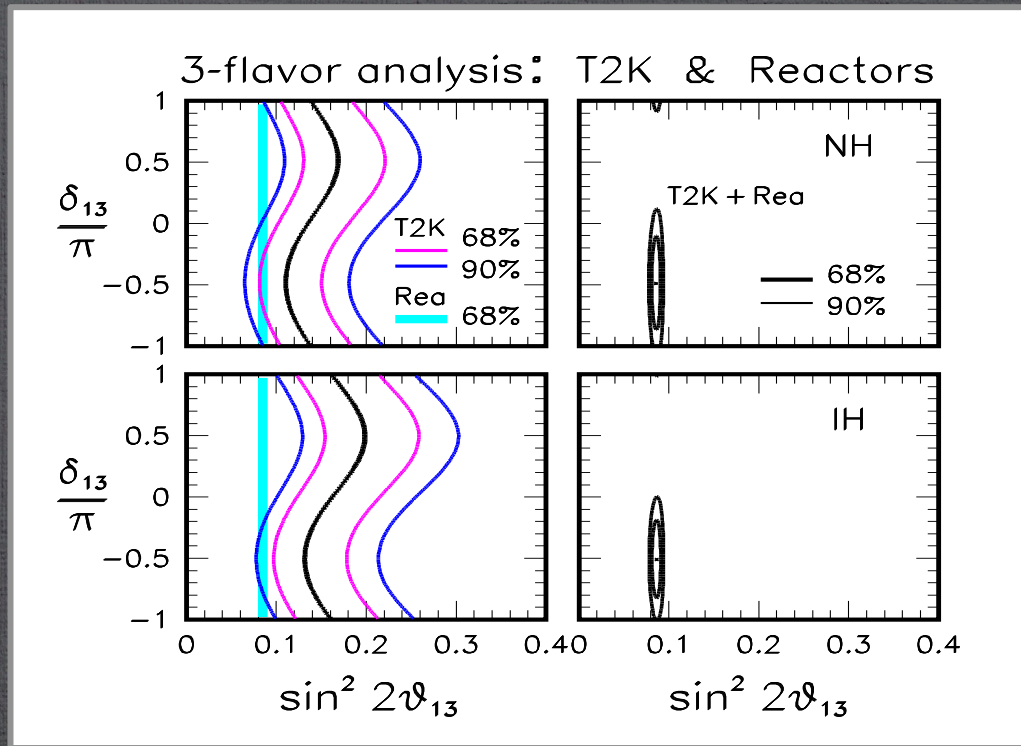 3-flavor analysis: T2K & Reactors
1
0.5
0
−0.5
−1
δ₁₃/π
T2K 68%
90%
Rea 68%
NH
T2K + Rea
68%
90%
1
0.5
0
−0.5
−1
δ₁₃/π
IH
0 0.1 0.2 0.3 0.4 0 0.1 0.2 0.3 0.4
sin² 2ϑ₁₃ sin² 2ϑ₁₃